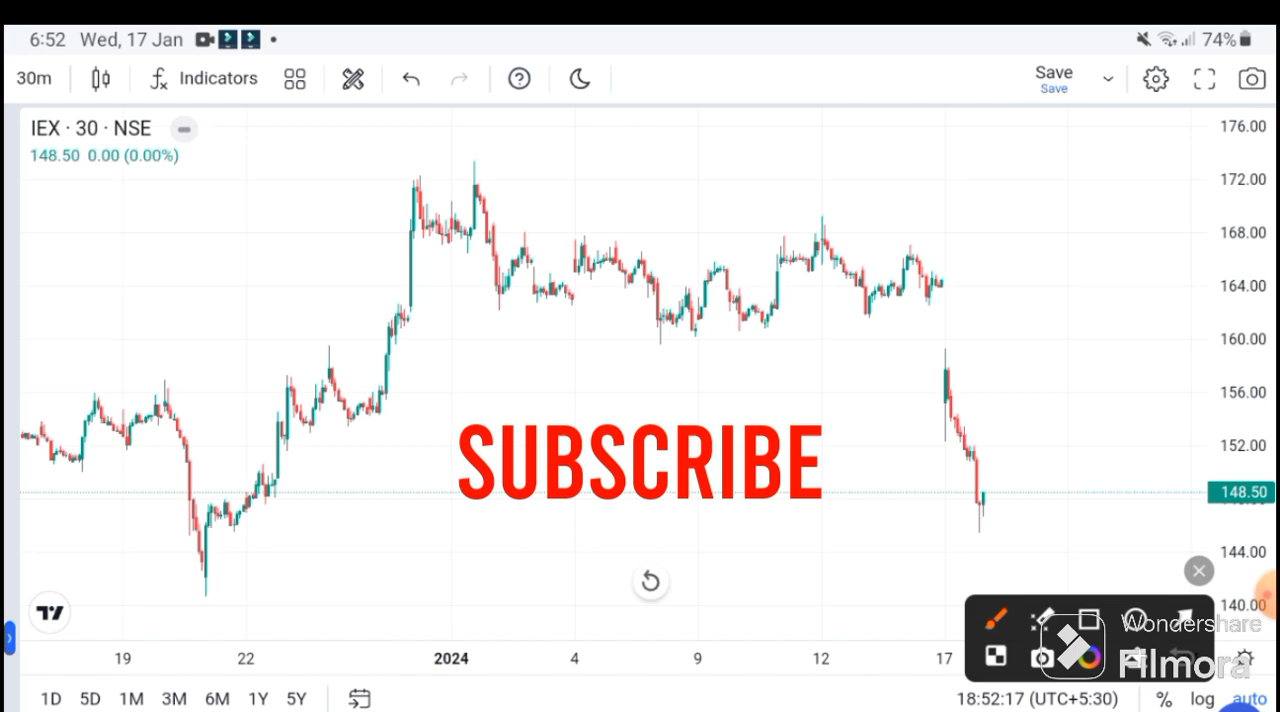 6:52 Wed, 17 Jan 74%
30m Indicators Save
Save
IEX · 30 · NSE
148.50 0.00 (0.00%)
176.00
172.00
168.00
164.00
160.00
156.00
152.00
SUBSCRIBE
148.50
144.00
140.00
Wondershare
Filmora
19 22 2024 4 9 12 17
1D 5D 1M 3M 6M 1Y 5Y 18:52:17 (UTC+5:30) % log auto